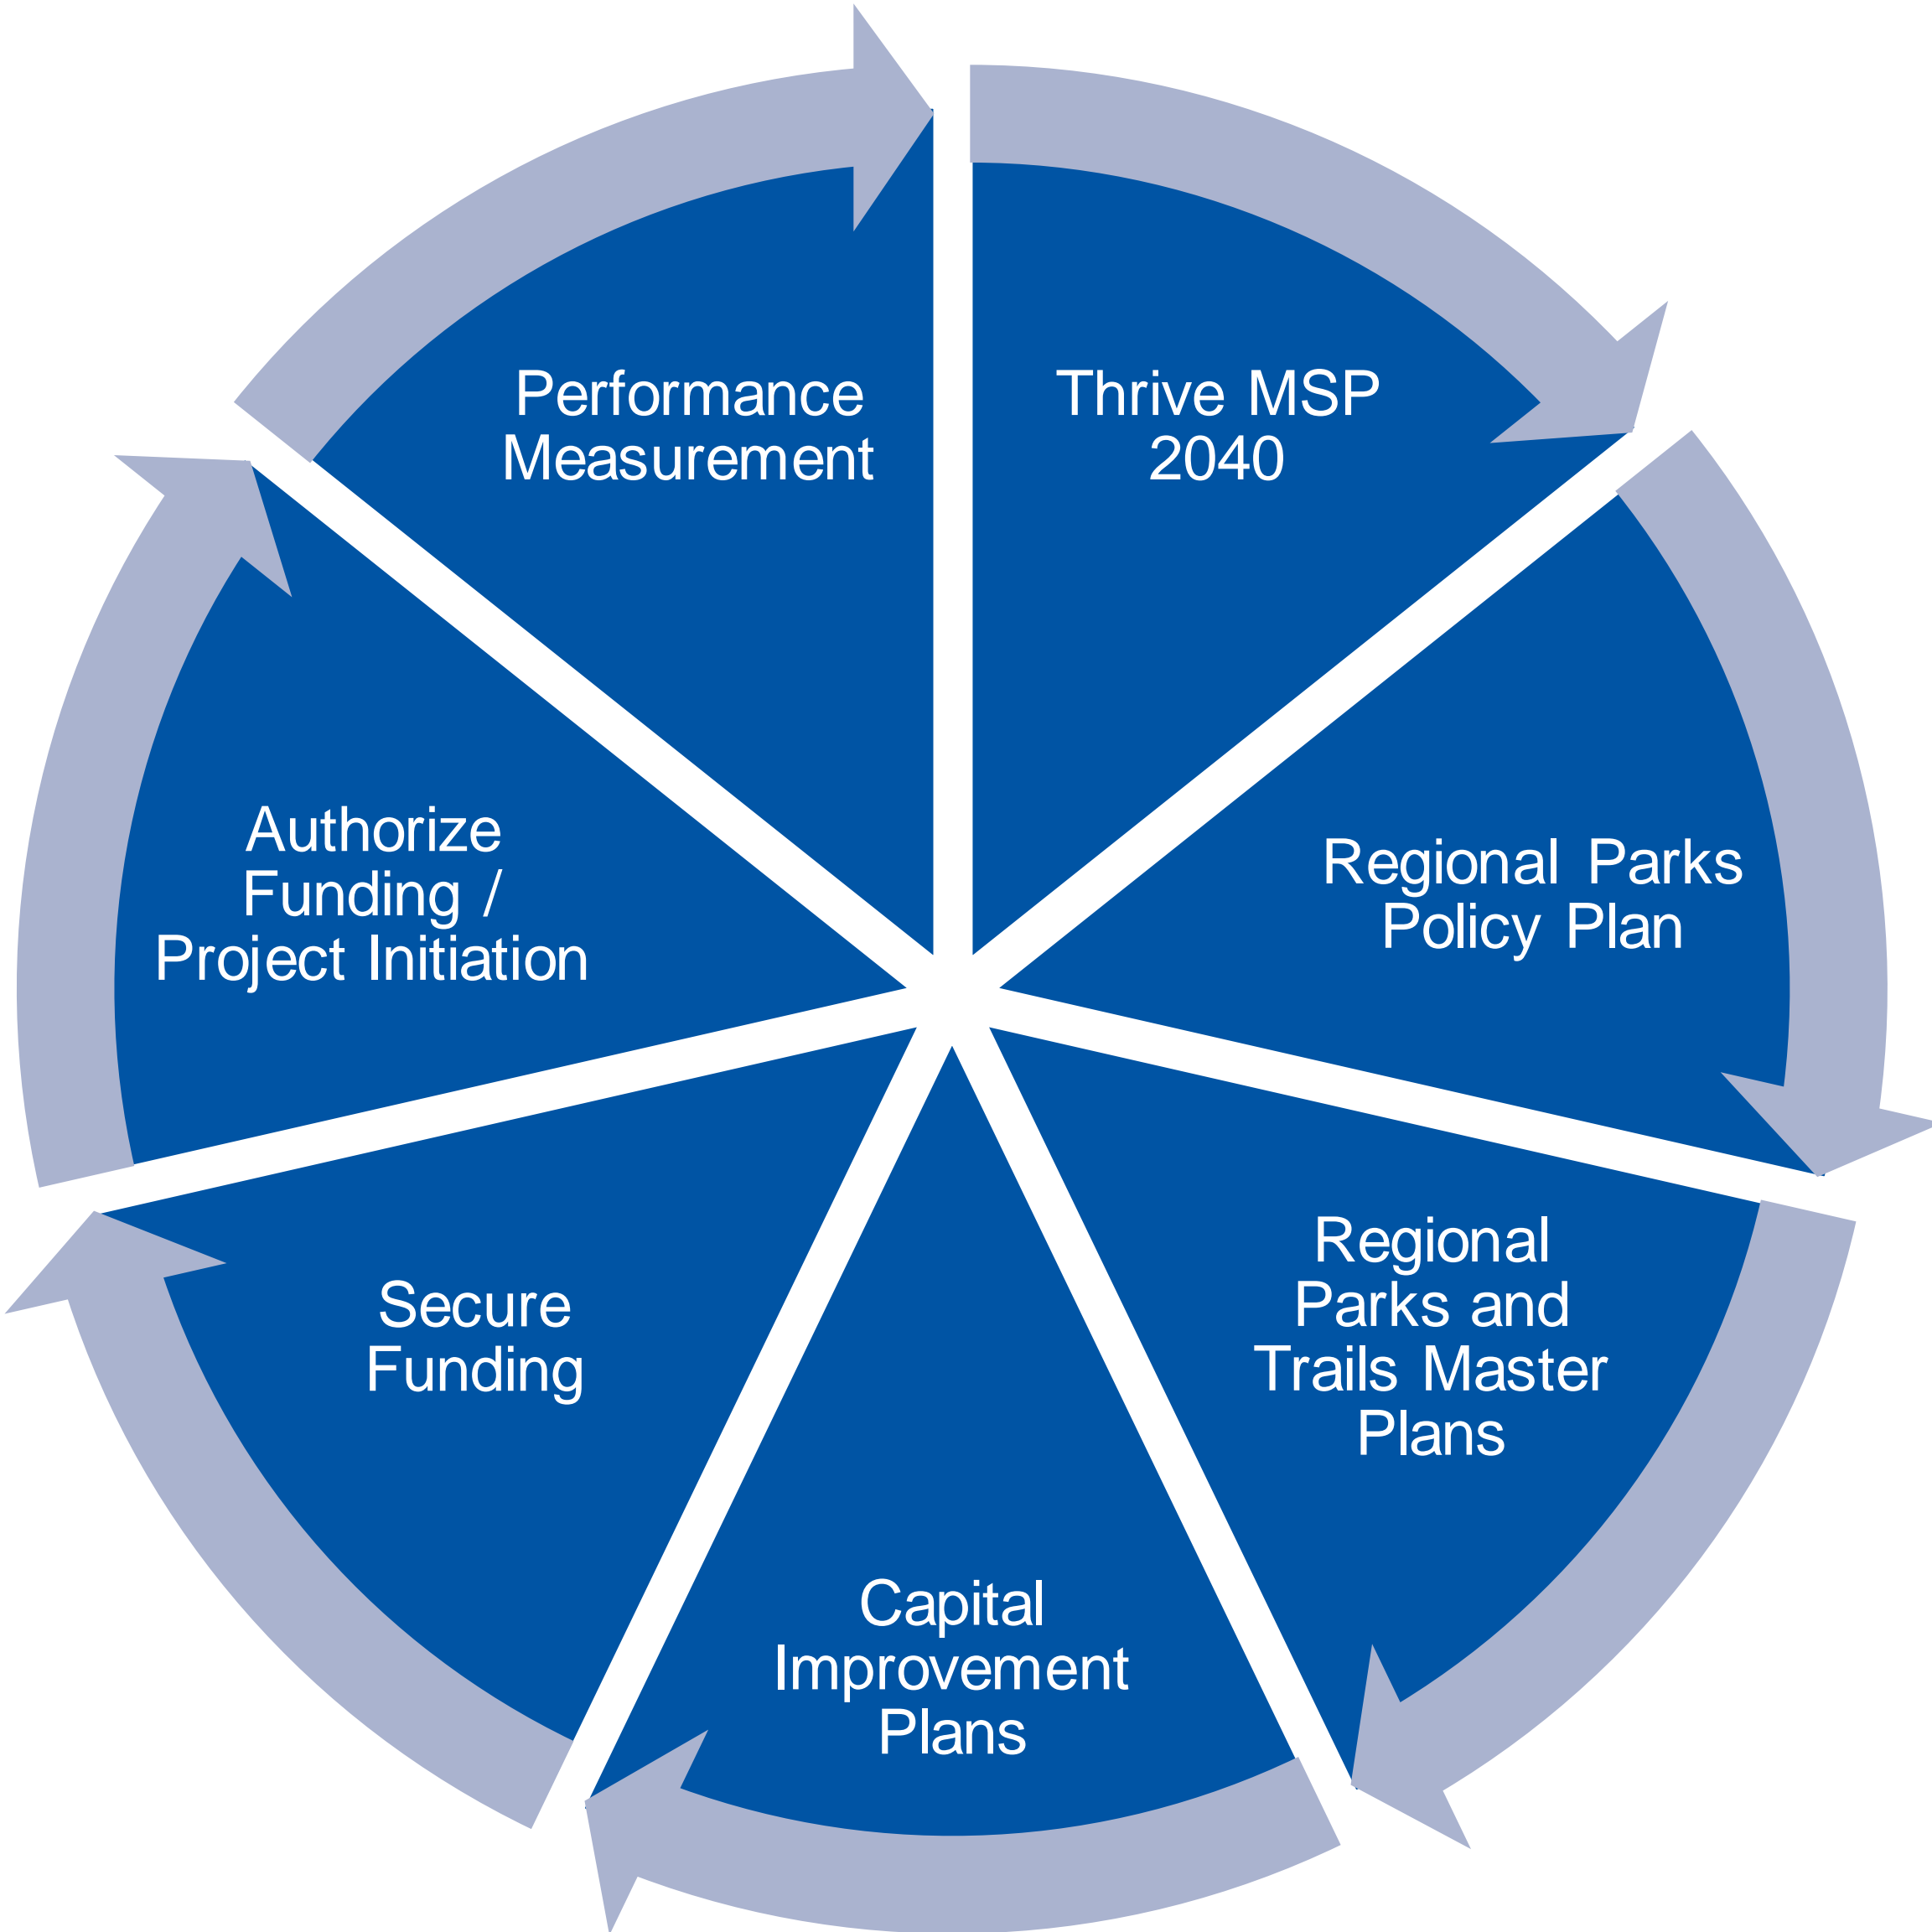 Thrive MSP
2040
Regional Parks
Policy Plan
Regional
Parks and
Trails Master
Plans
Capital
Improvement
Plans
Secure
Funding
Authorize
Funding /
Project Initiation
Performance
Measurement